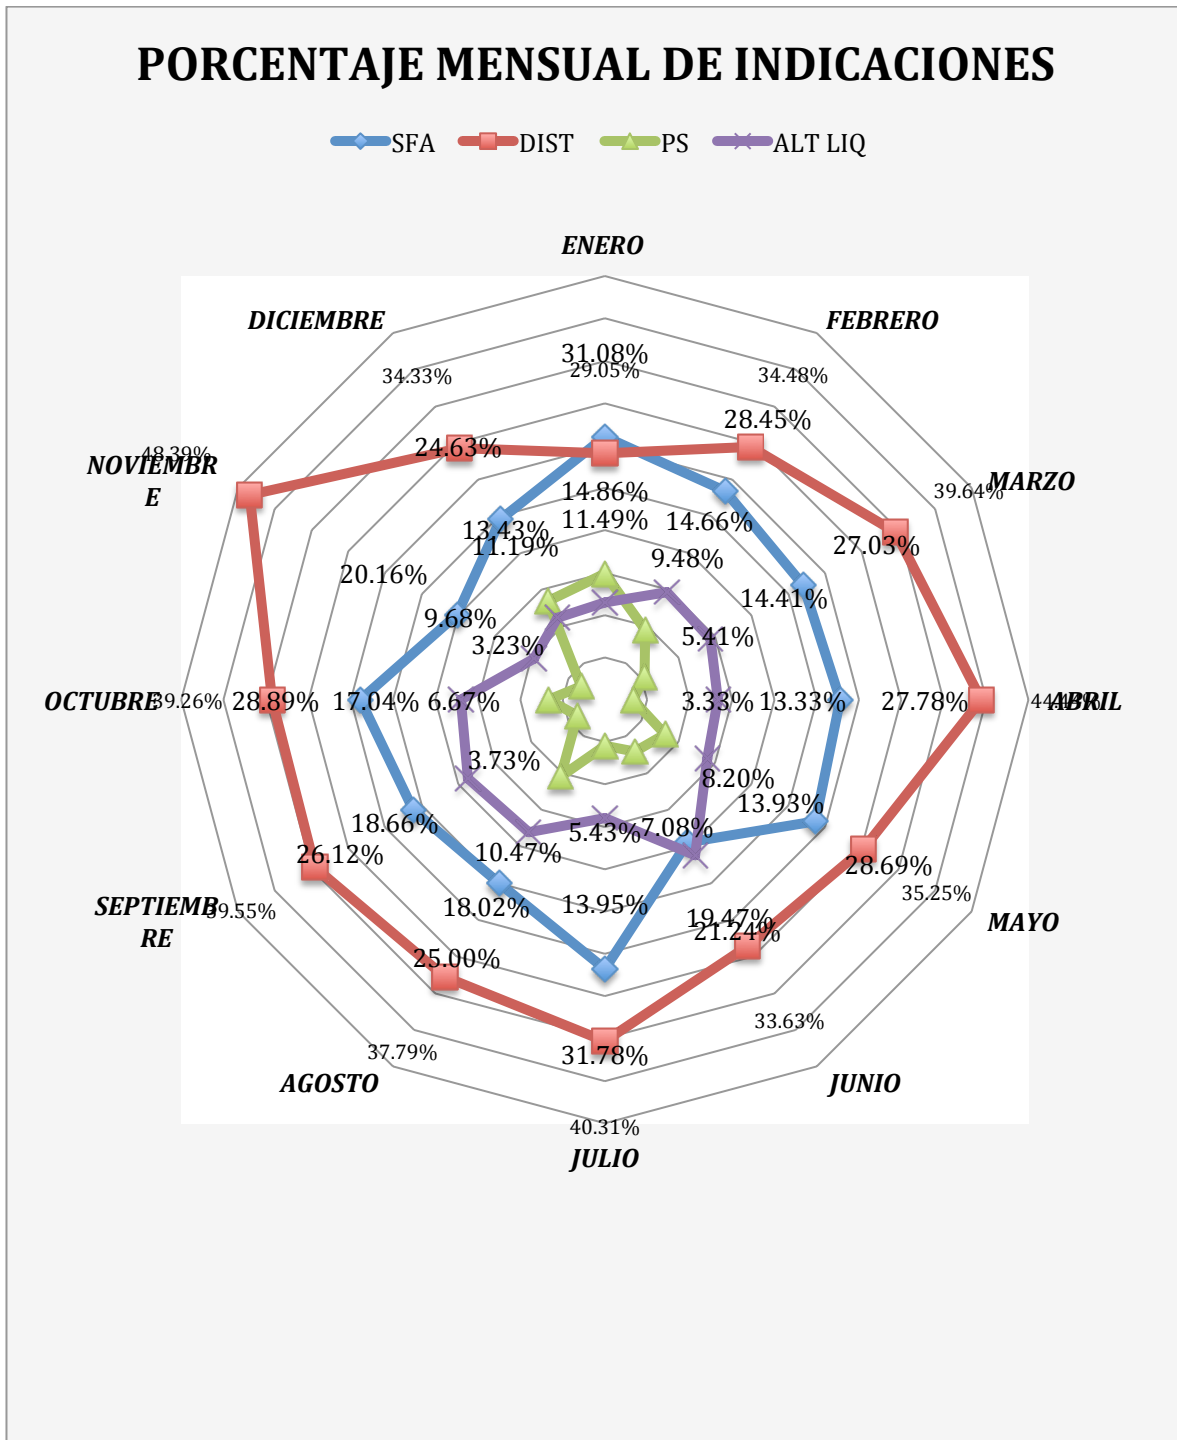 PORCENTAJE MENSUAL DE INDICACIONES
SFA DIST PS ALT LIQ
ENERO
DICIEMBRE FEBRERO
31.08%
29.05%
34.33% 34.48%
28.45%
24.63%
48.39%
NOVIEMBR
E
MARZO
39.64%
14.86%
11.49%
14.66%
13.43%
11.19%
27.03%
9.48%
20.16%
14.41%
9.68%
5.41%
3.23%
OCTUBRE 39.26% 28.89% 17.04% 6.67% 3.33% 13.33% 27.78% ABRIL
3.73% 8.20%
13.93%
18.66% 7.08%
5.43%
10.47%
26.12% 28.69%
35.25%
SEPTIEMB
RE
39.55%
18.02% 13.95%
19.47%
21.24%
MAYO
25.00%
33.63%
37.79% 31.78%
AGOSTO JUNIO
40.31%
JULIO